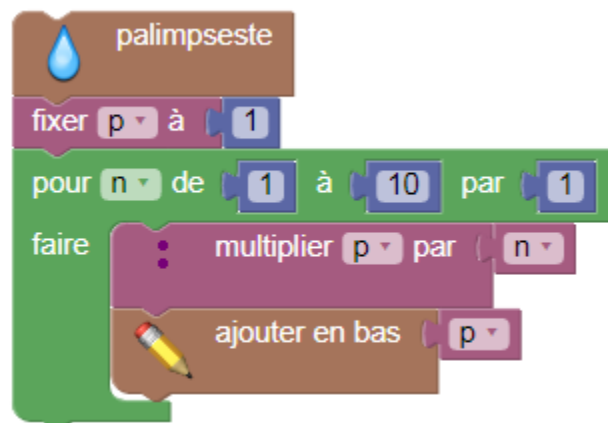 palimpseste
fixer p à 1
pour n de 1 à 10 par 1
faire
multiplier p par n
ajouter en bas p